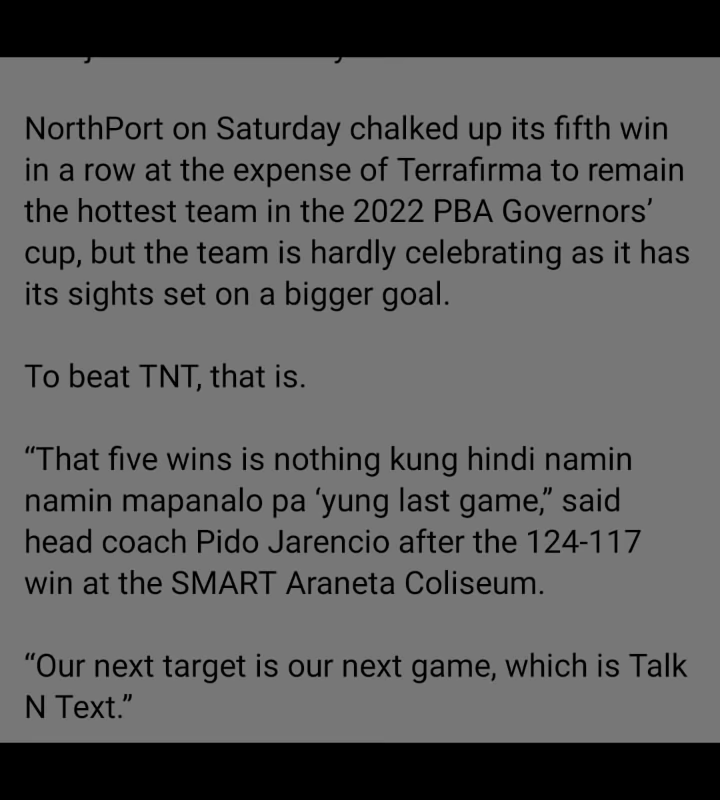 NorthPort on Saturday chalked up its fifth win
in a row at the expense of Terrafirma to remain
the hottest team in the 2022 PBA Governors’
cup, but the team is hardly celebrating as it has
its sights set on a bigger goal.
To beat TNT, that is.
“That five wins is nothing kung hindi namin
namin mapanalo pa ‘yung last game,” said
head coach Pido Jarencio after the 124-117
win at the SMART Araneta Coliseum.
“Our next target is our next game, which is Talk
N Text.”